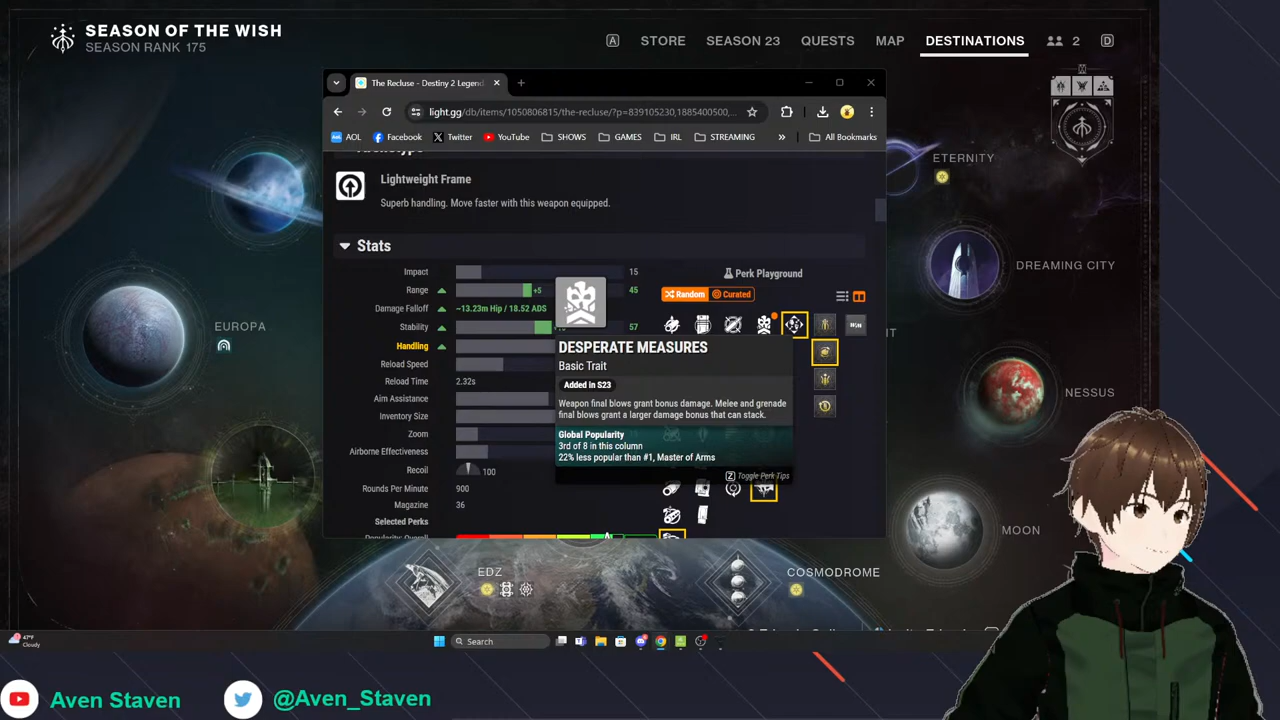 SEASON OF THE WISH
SEASON RANK 175
A STORE SEASON 23 QUESTS MAP DESTINATIONS 2 D
The Recluse - Destiny 2 Legend
light.gg/db/items/1050806815/the-recluse/?p=839105230,1885400500,...
AOL Facebook Twitter YouTube SHOWS GAMES IRL STREAMING » All Bookmarks
Lightweight Frame
Superb handling. Move faster with this weapon equipped.
Stats
Impact 15
Range +5 45
Damage Falloff ~13.23m Hip / 18.52 ADS
Stability 57
Handling
Reload Speed
Reload Time 2.32s
Aim Assistance
Inventory Size
Zoom
Airborne Effectiveness
Recoil 100
Rounds Per Minute 900
Magazine 36
Selected Perks
Popularity: Overall
Perk Playground
Random Curated
DESPERATE MEASURES
Basic Trait
Added in S23
Weapon final blows grant bonus damage. Melee and grenade
final blows grant a larger damage bonus that can stack.
Global Popularity
3rd of 8 in this column
22% less popular than #1, Master of Arms
Z Toggle Perk Tips
ETERNITY
DREAMING CITY
EUROPA
NESSUS
MOON
EDZ
COSMODROME
47°F
Cloudy
Search
Aven Staven
@Aven_Staven